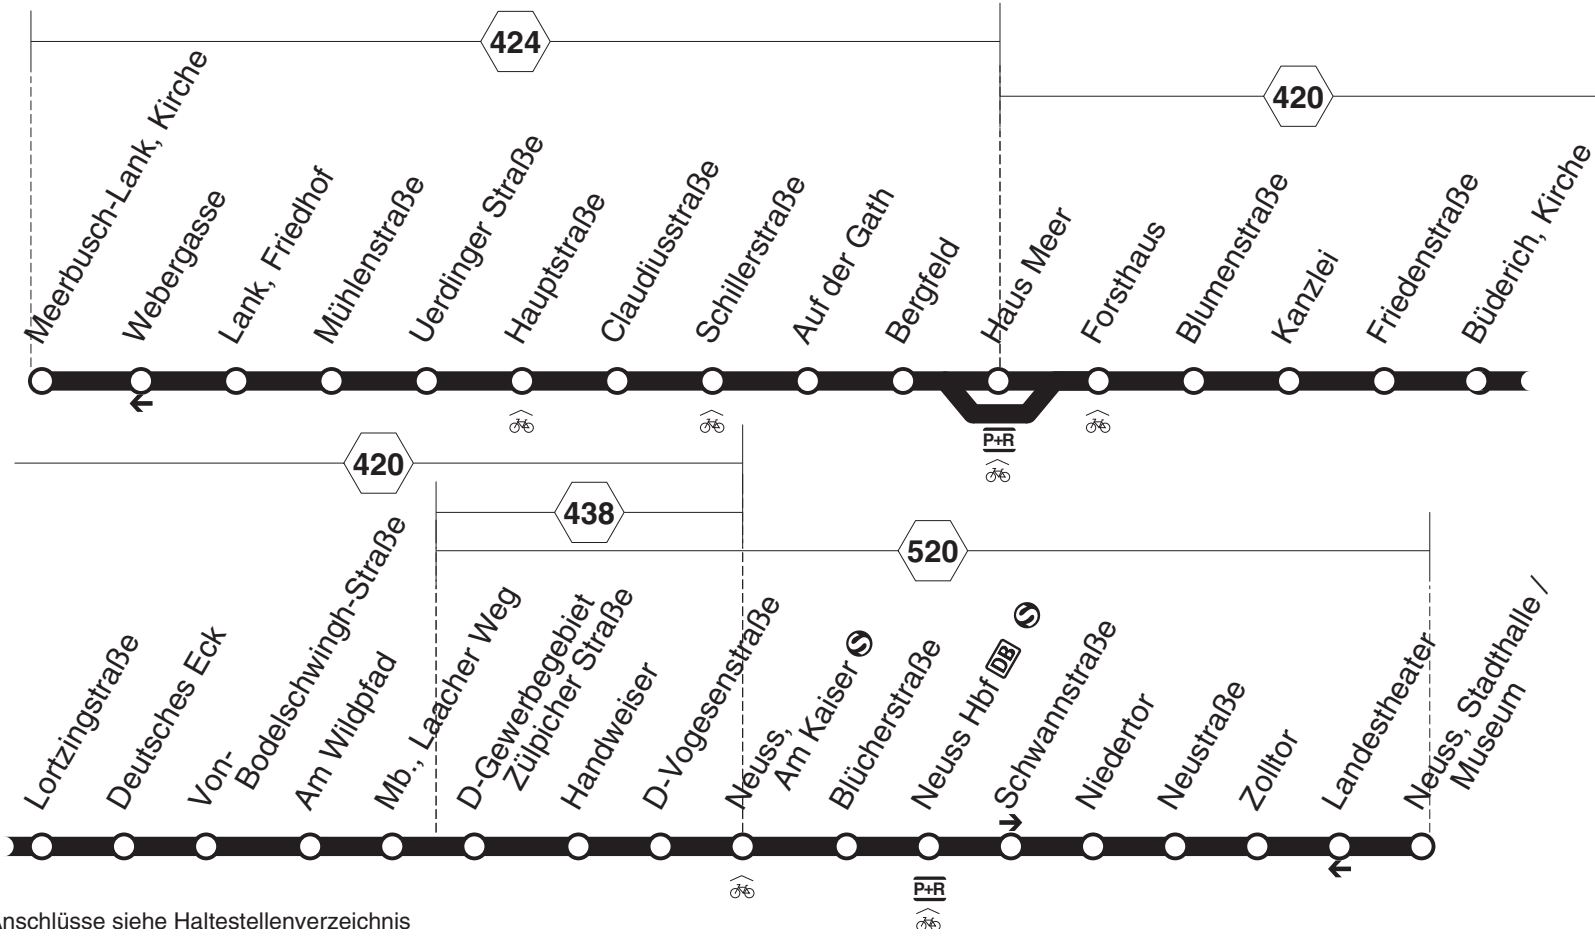 424
420
Meerbusch-Lank, Kirche
Webergasse
Lank, Friedhof
Mühlenstraße
Uerdinger Straße
Hauptstraße
Claudiusstraße
Schillerstraße
Auf der Gath
Bergfeld
Haus Meer
Forsthaus
Blumenstraße
Kanzlei
Friedenstraße
Büderich, Kirche
P+R
420
438
520
Lortzingstraße
Deutsches Eck
Von-
Bodelschwingh-Straße
Am Wildpfad
Mb., Laacher Weg
D-Gewerbegebiet
Zülpicher Straße
Handweiser
D-Vogesenstraße
Neuss,
Am Kaiser S
Blücherstraße
Neuss Hbf DB S
Schwannstraße
Niedertor
Neustraße
Zolltor
Landestheater
Neuss, Stadthalle /
Museum
P+R
Anschlüsse siehe Haltestellenverzeichnis